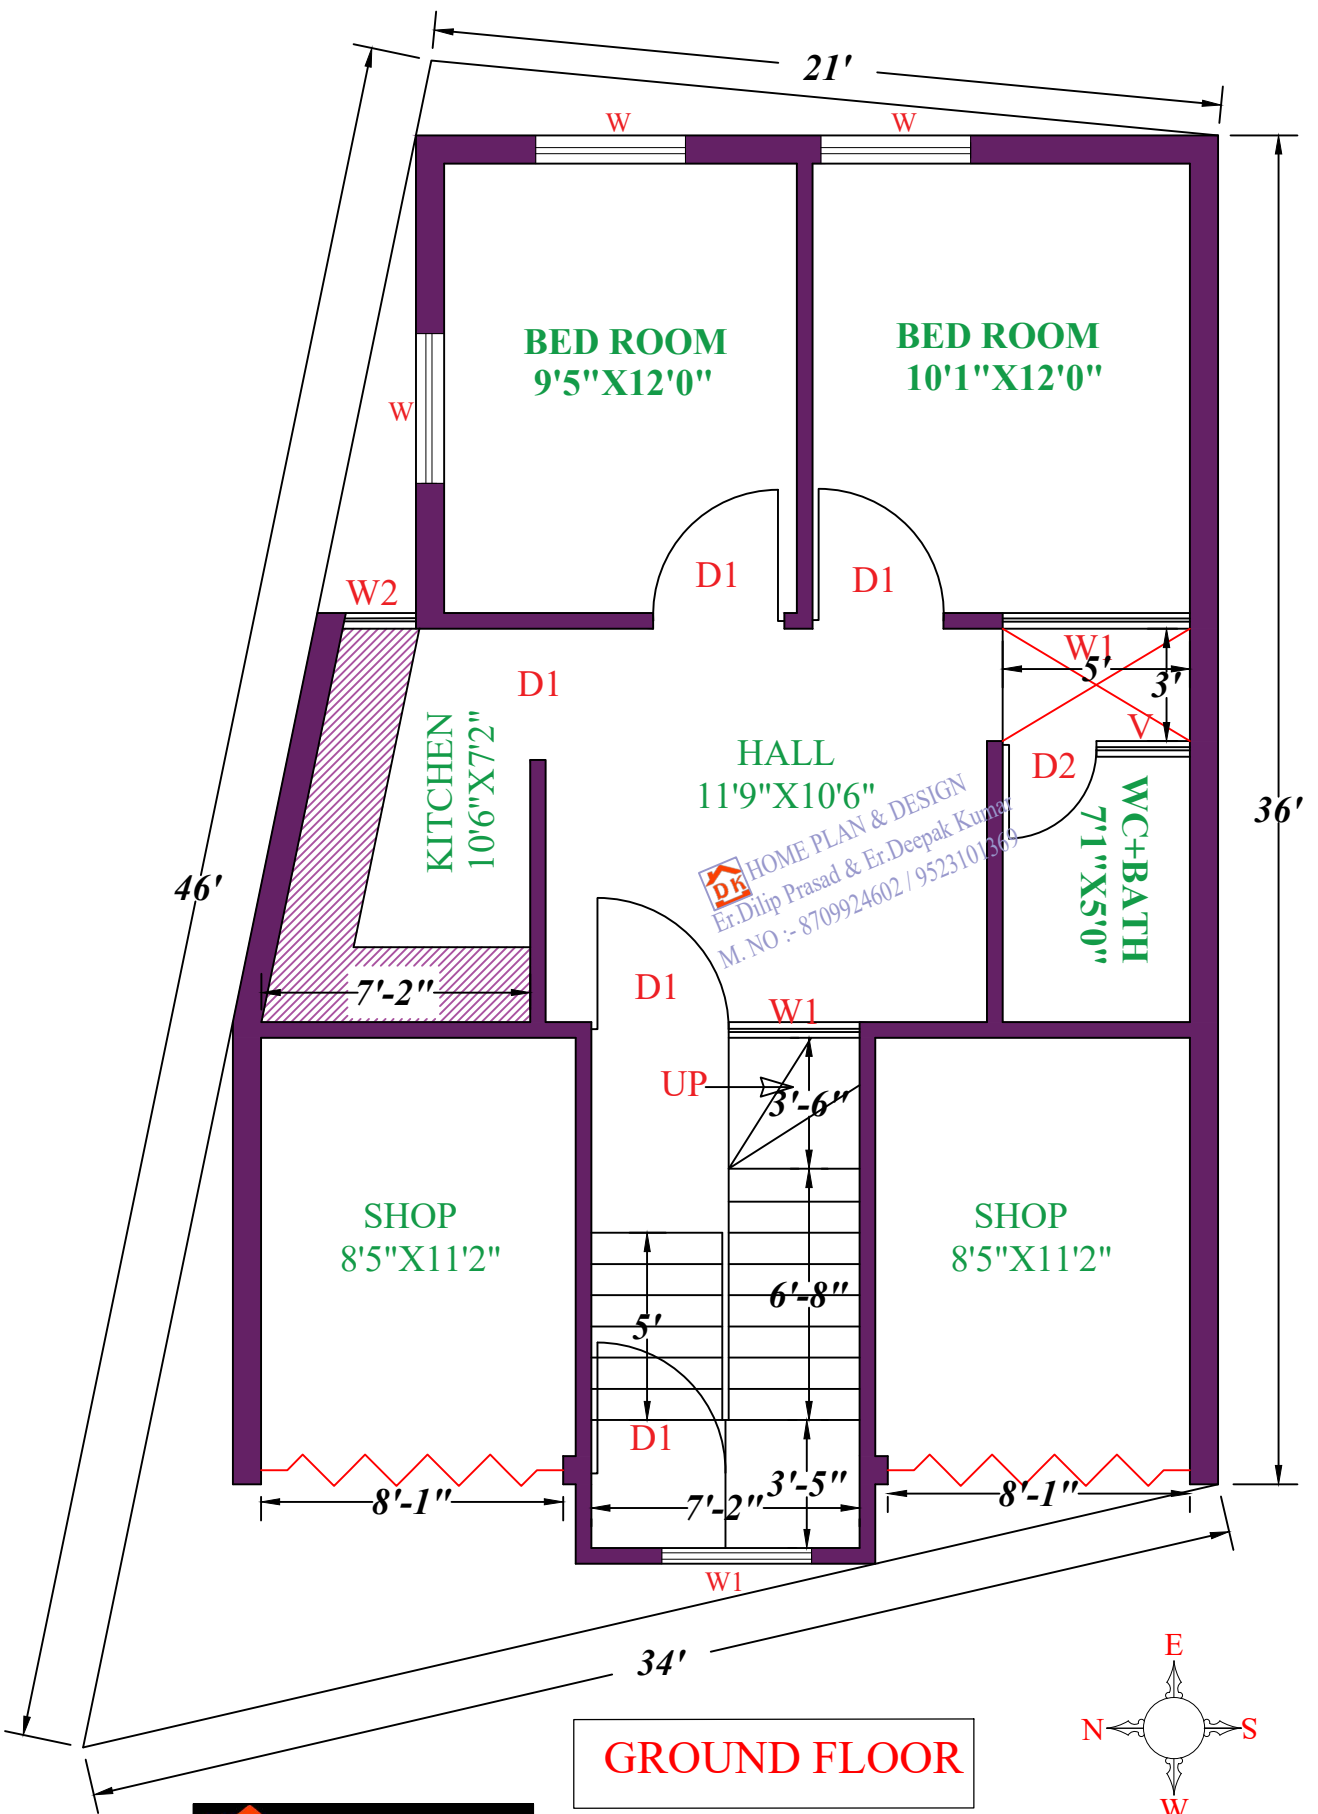 21'
W
W
BED ROOM
9'5"X12'0"
BED ROOM
10'1"X12'0"
W
D1
D1
W2
W1
5'
3'
V
D1
KITCHEN
10'6"X7'2"
HALL
11'9"X10'6"
D2
WC+BATH
7'1"X5'0"
36'
46'
HOME PLAN & DESIGN
DK
Er.Dilip Prasad & Er.Deepak Kumar
M. NO :- 8709924602 / 9523101369
7'-2"
D1
W1
UP
3'-6"
SHOP
8'5"X11'2"
SHOP
8'5"X11'2"
6'-8"
5'
D1
8'-1"
7'-2"
3'-5"
8'-1"
W1
34'
E
N
S
W
GROUND FLOOR